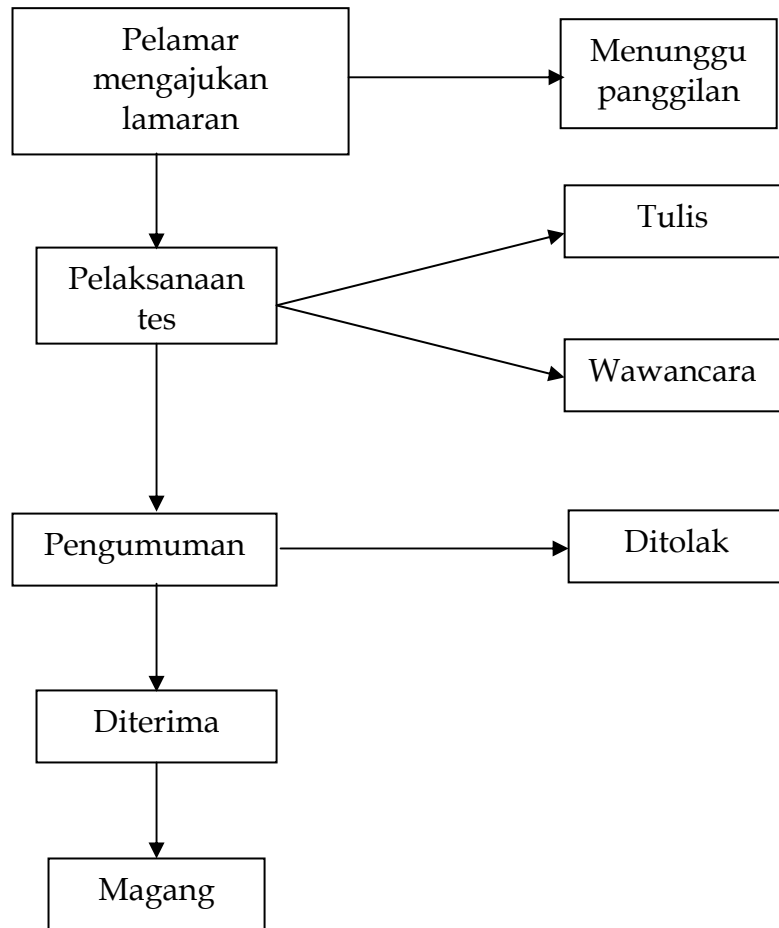 Pelamar
mengajukan
lamaran
Menunggu
panggilan
Tulis
Pelaksanaan
tes
Wawancara
Pengumuman
Ditolak
Diterima
Magang